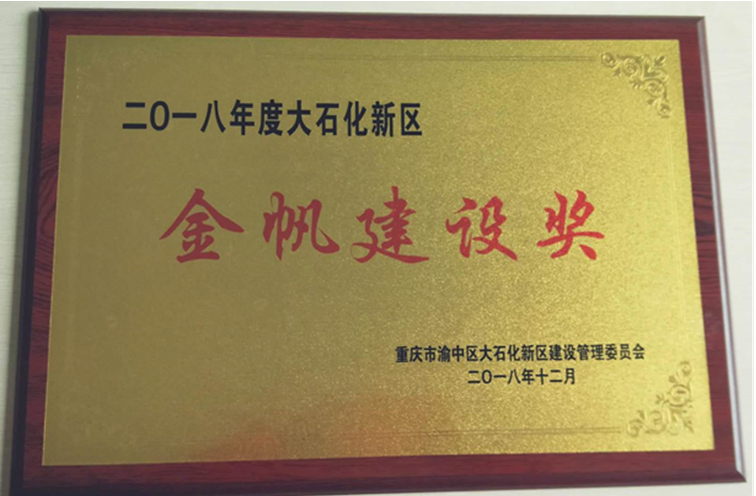 二〇一八年度大石化新区
金帆建设奖
重庆市渝中区大石化新区建设管理委员会
二〇一八年十二月